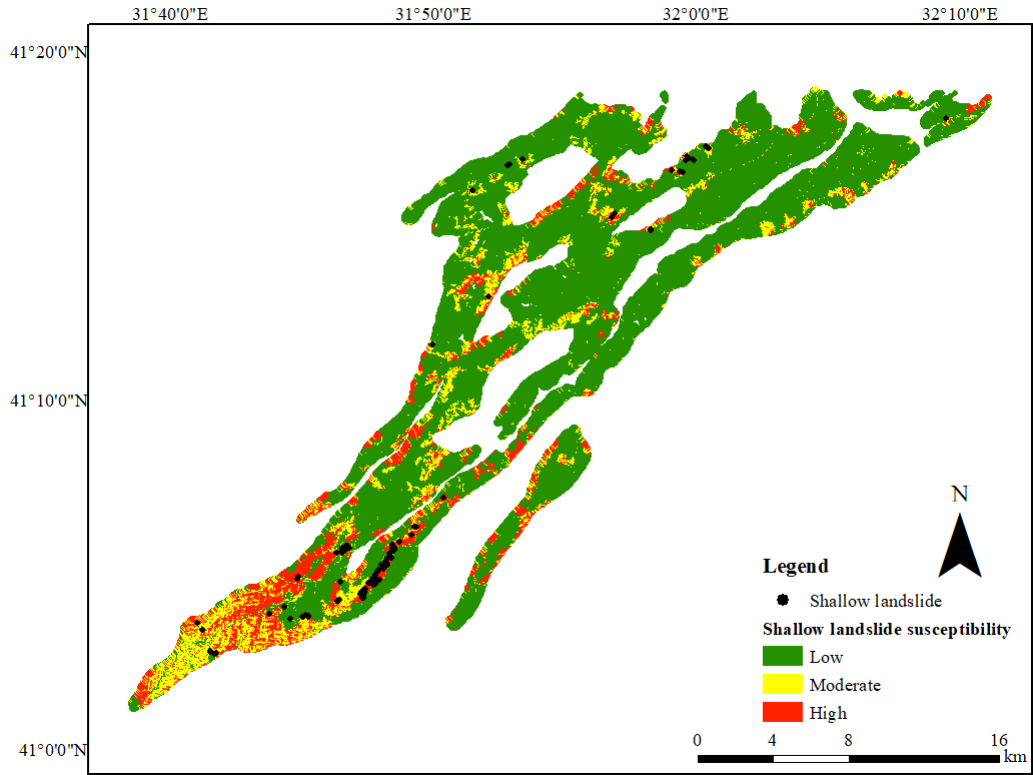 31°40'0"E 31°50'0"E 32°0'0"E 32°10'0"E
41°20'0"N
41°10'0"N
41°0'0"N
N
Legend
Shallow landslide
Shallow landslide susceptibility
Low
Moderate
High
0 4 8 16
km